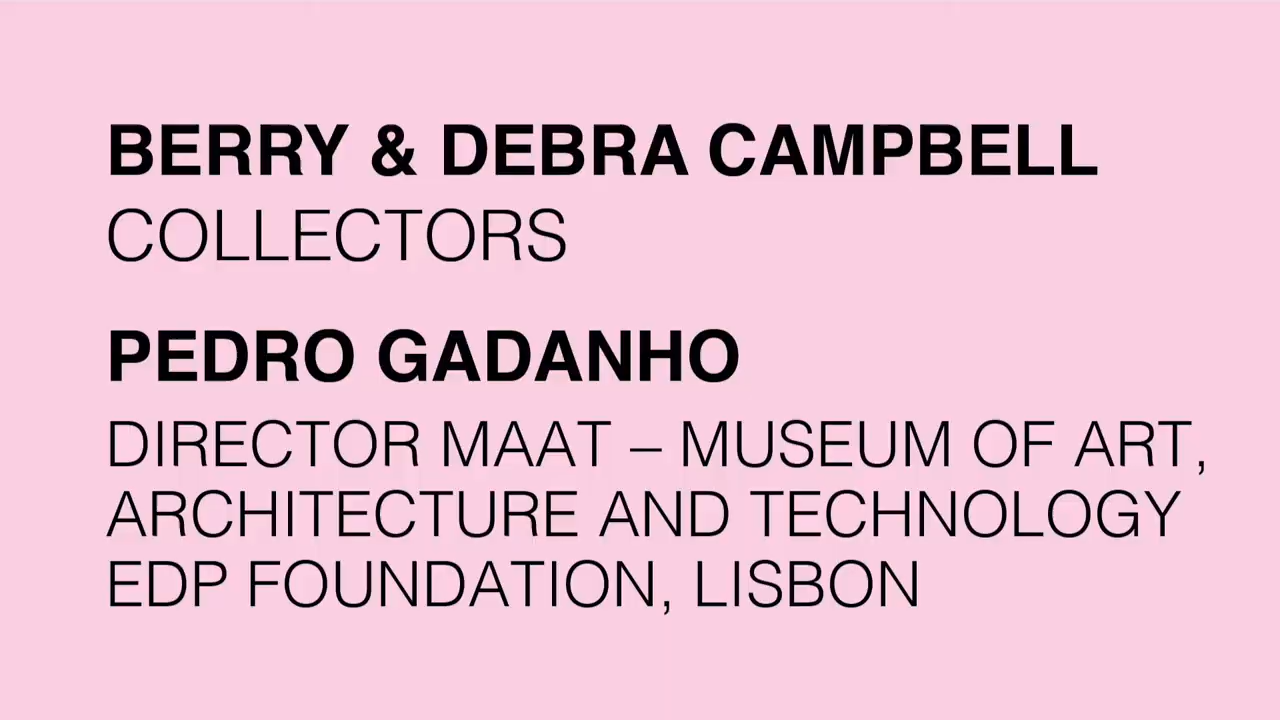 BERRY & DEBRA CAMPBELL
COLLECTORS
PEDRO GADANHO
DIRECTOR MAAT – MUSEUM OF ART,
ARCHITECTURE AND TECHNOLOGY
EDP FOUNDATION, LISBON